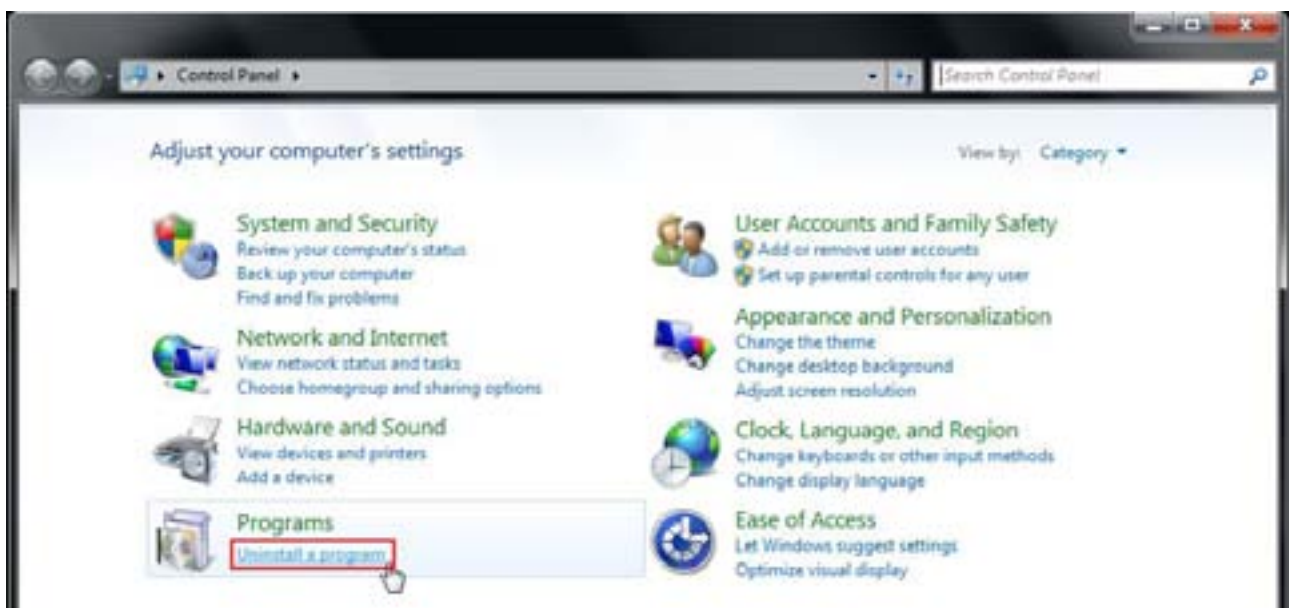 Control Panel
Search Control Panel
Adjust your computer's settings
View by: Category
System and Security
Review your computer's status
Back up your computer
Find and fix problems
Network and Internet
View network status and tasks
Choose homegroup and sharing options
Hardware and Sound
View devices and printers
Add a device
Programs
Uninstall a program
User Accounts and Family Safety
Add or remove user accounts
Set up parental controls for any user
Appearance and Personalization
Change the theme
Change desktop background
Adjust screen resolution
Clock, Language, and Region
Change keyboards or other input methods
Change display language
Ease of Access
Let Windows suggest settings
Optimize visual display